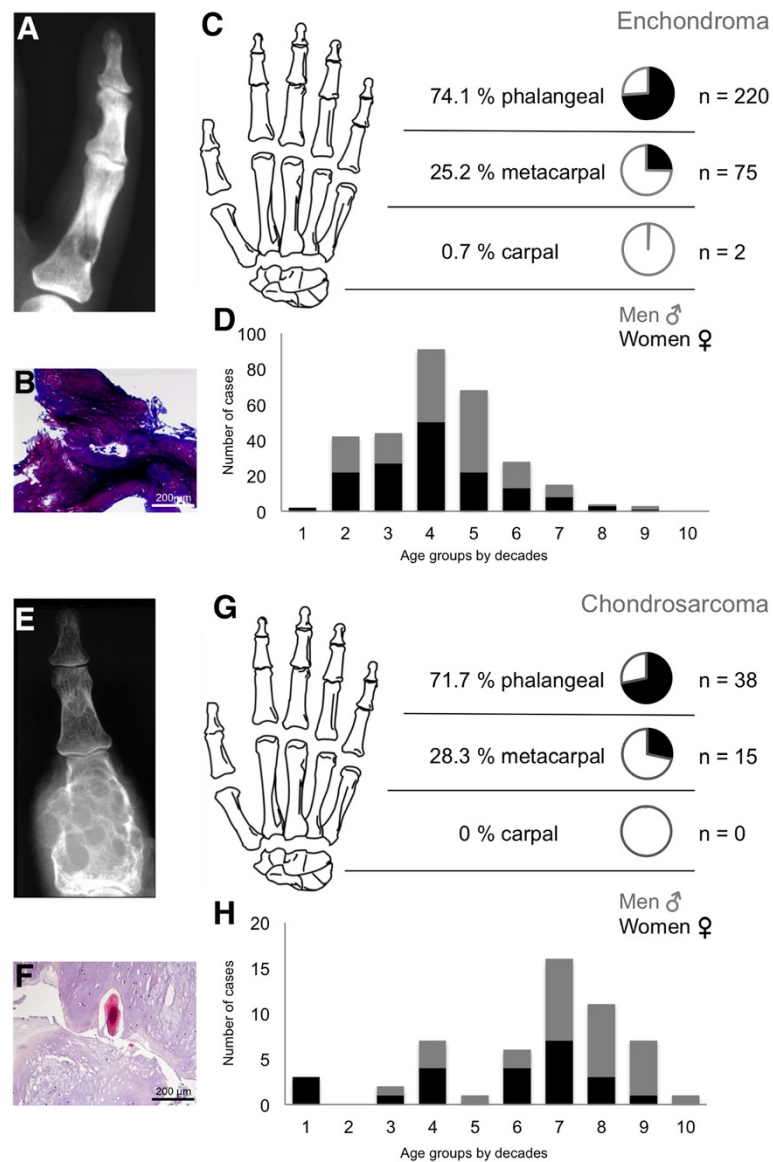 A
C
Enchondroma
74.1 % phalangeal n = 220
25.2 % metacarpal n = 75
0.7 % carpal n = 2
Men ♂
Women ♀
D
100
80
60
40
20
0
Number of cases
1 2 3 4 5 6 7 8 9 10
Age groups by decades
B
200 µm
E
G
Chondrosarcoma
71.7 % phalangeal n = 38
28.3 % metacarpal n = 15
0 % carpal n = 0
Men ♂
Women ♀
H
20
15
10
5
0
Number of cases
1 2 3 4 5 6 7 8 9 10
Age groups by decades
F
200 µm